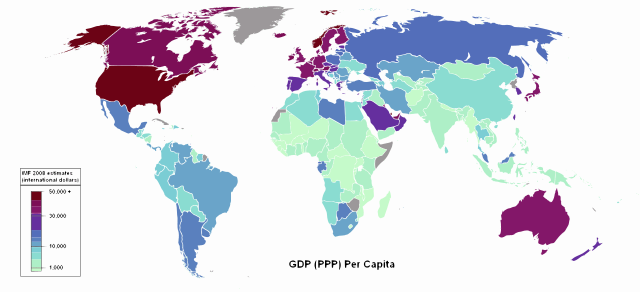 IMF 2008 estimates
(international dollars)
50,000 +
30,000
10,000
1,000
GDP (PPP) Per Capita